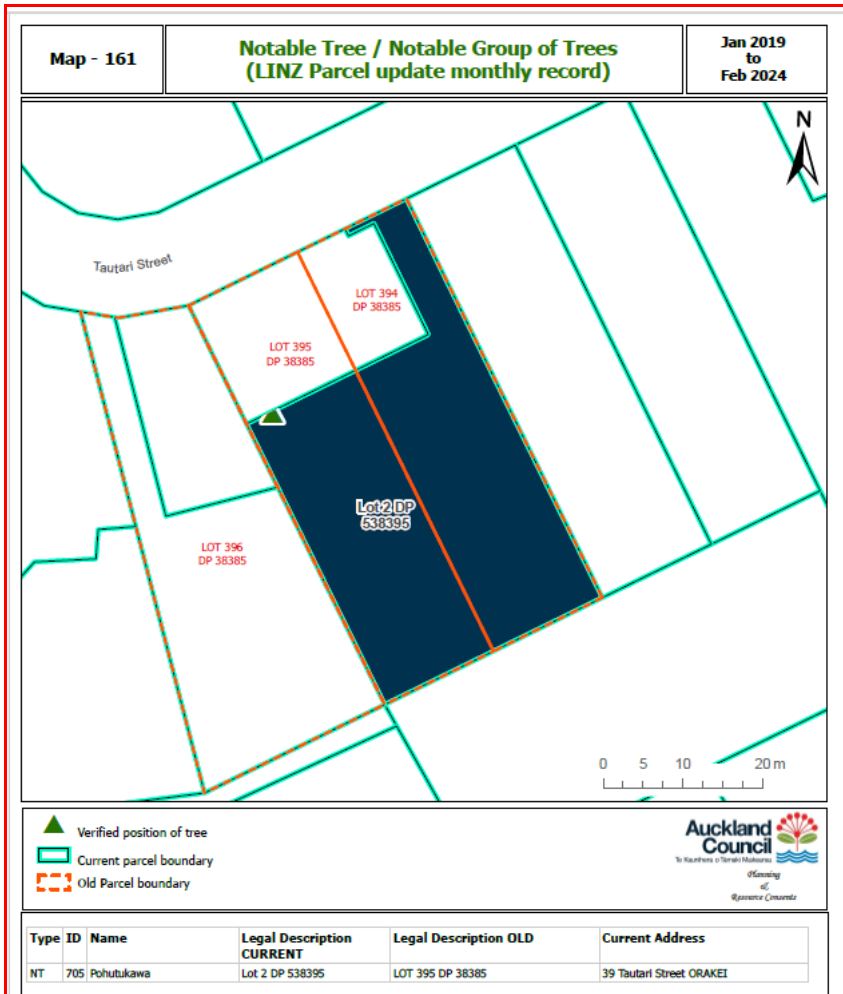 Map - 161
Notable Tree / Notable Group of Trees
(LINZ Parcel update monthly record)
Jan 2019
to
Feb 2024
N
Tautari Street
LOT 394
DP 38385
LOT 395
DP 38385
Lot 2 DP
538395
LOT 396
DP 38385
0 5 10 20 m
Verified position of tree
Current parcel boundary
Old Parcel boundary
Auckland
Council
Te Kaunihera o Tāmaki Makaurau
Planning
&
Resource Consents
Type ID Name Legal Description CURRENT Legal Description OLD Current Address
NT 705 Pohutukawa Lot 2 DP 538395 LOT 395 DP 38385 39 Tautari Street ORAKEI